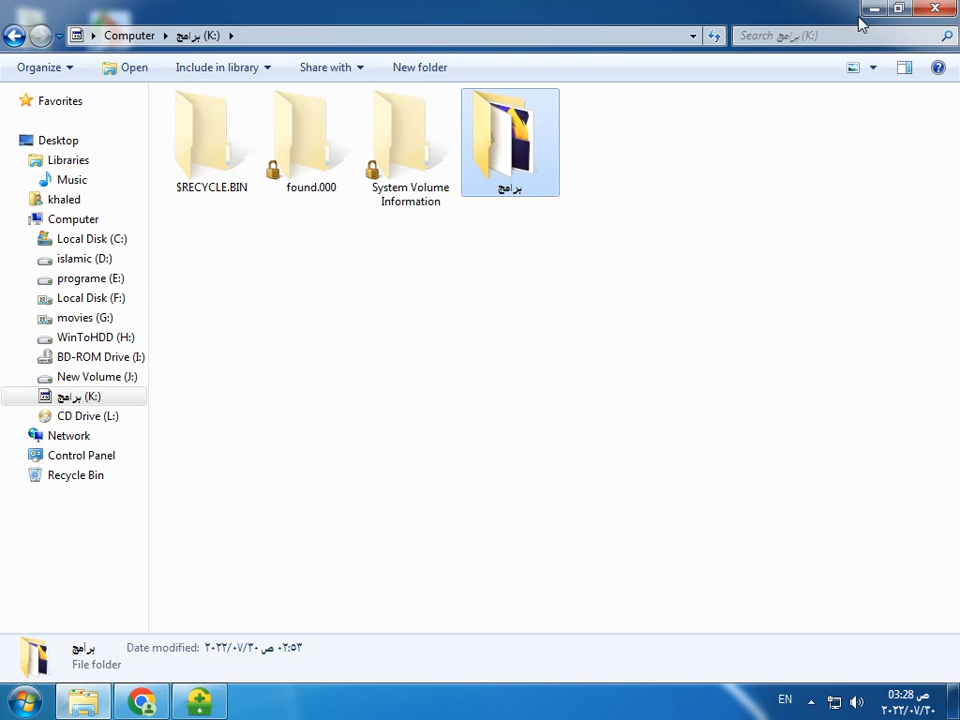 Computer
برامج (K:)
Search برامج (K:)
Organize
Open
Include in library
Share with
New folder
Favorites
Desktop
Libraries
Music
khaled
Computer
Local Disk (C:)
islamic (D:)
programe (E:)
Local Disk (F:)
movies (G:)
WinToHDD (H:)
BD-ROM Drive (I:)
New Volume (J:)
برامج (K:)
CD Drive (L:)
Network
Control Panel
Recycle Bin
$RECYCLE.BIN
found.000
System Volume
Information
برامج
برامج
Date modified: ٢٠٢٢/٠٧/٣٠ ص ٠٢:٥٣
File folder
EN
03:28 ص
٢٠٢٢/٠٧/٣٠